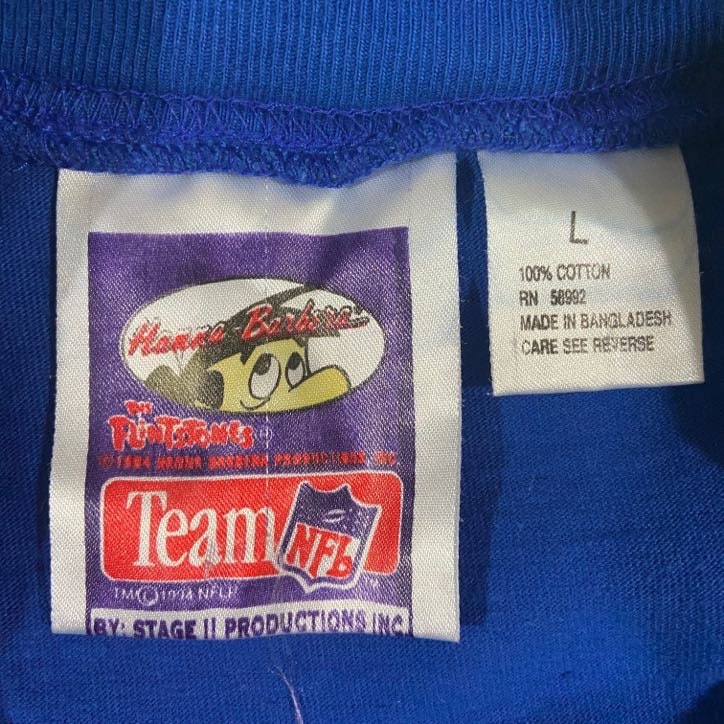 Hanna-Barbera
THE
FLINTSTONES
© 1994 HANNA BARBERA PRODUCTIONS, INC.
Team
NFL
TM © 1994 NFLP
BY: STAGE II PRODUCTIONS INC.
L
100% COTTON
RN 58992
MADE IN BANGLADESH
CARE SEE REVERSE